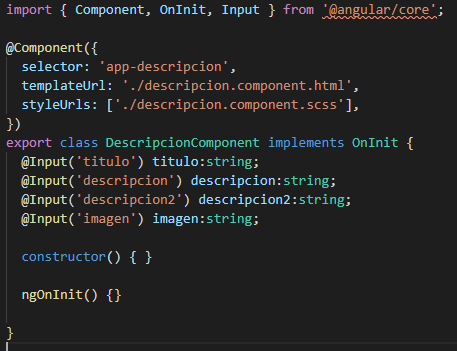 import { Component, OnInit, Input } from '@angular/core';
@Component({
selector: 'app-descripcion',
templateUrl: './descripcion.component.html',
styleUrls: ['./descripcion.component.scss'],
})
export class DescripcionComponent implements OnInit {
@Input('titulo') titulo:string;
@Input('descripcion') descripcion:string;
@Input('descripcion2') descripcion2:string;
@Input('imagen') imagen:string;
constructor() { }
ngOnInit() {}
}